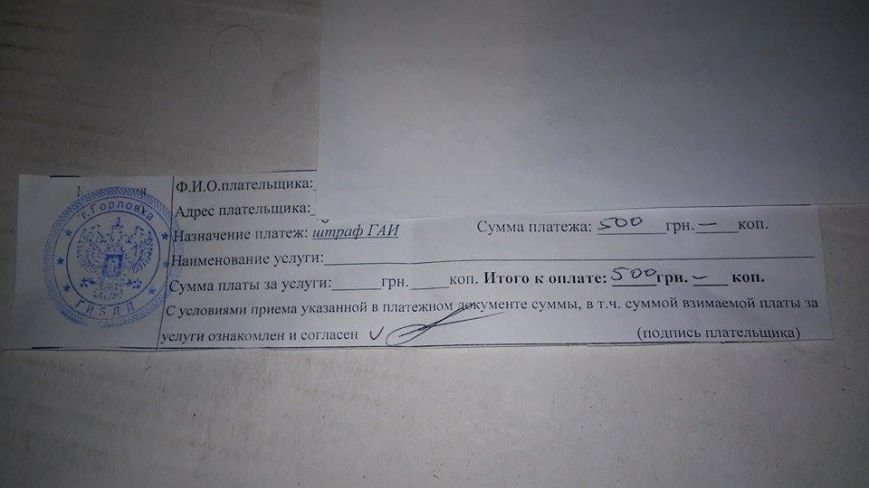 Ф.И.О.плательщика:
Адрес плательщика:
Назначение платеж: штраф ГАИ Сумма платежа: 500 грн. — коп.
Наименование услуги:
Сумма платы за услуги:______грн._____коп. Итого к оплате: 500 грн. – коп.
С условиями приема указанной в платежном документе суммы, в т.ч. суммой взимаемой платы за
услуги ознакомлен и согласен V (подпись плательщика)
г. Горловка
ГИБДД